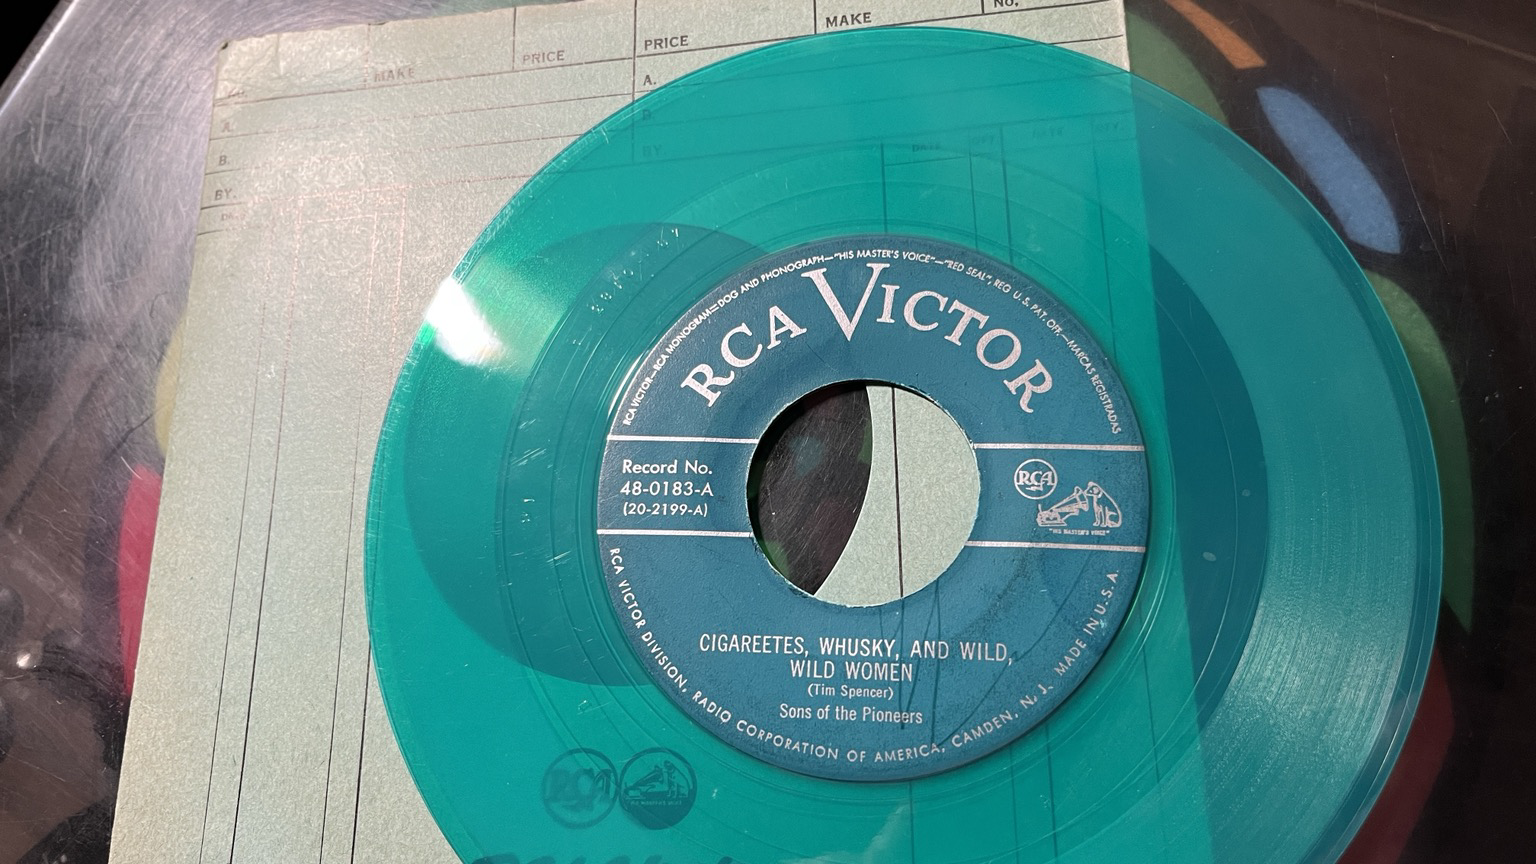 MAKE
No.
PRICE
MAKE
PRICE
A.
A.
B.
B.
BY.
BY.
DATE
RCA VICTOR—RCA MONOGRAM—DOG AND PHONOGRAPH—"HIS MASTER'S VOICE"—"RED SEAL", REG. U.S. PAT. OFF.—MARCAS REGISTRADAS
RCA VICTOR
Record No.
48-0183-A
(20-2199-A)
RCA
"HIS MASTER'S VOICE"
CIGAREETES, WHUSKY, AND WILD,
WILD WOMEN
(Tim Spencer)
Sons of the Pioneers
RCA VICTOR DIVISION, RADIO CORPORATION OF AMERICA, CAMDEN, N. J. MADE IN U.S.A.
RCA